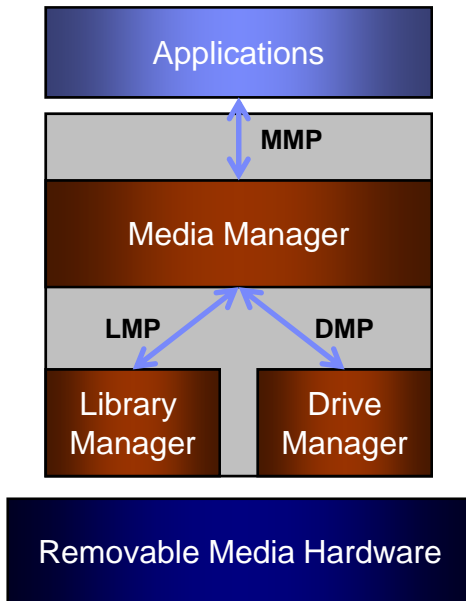 Applications
MMP
Media Manager
LMP
DMP
Library
Manager
Drive
Manager
Removable Media Hardware